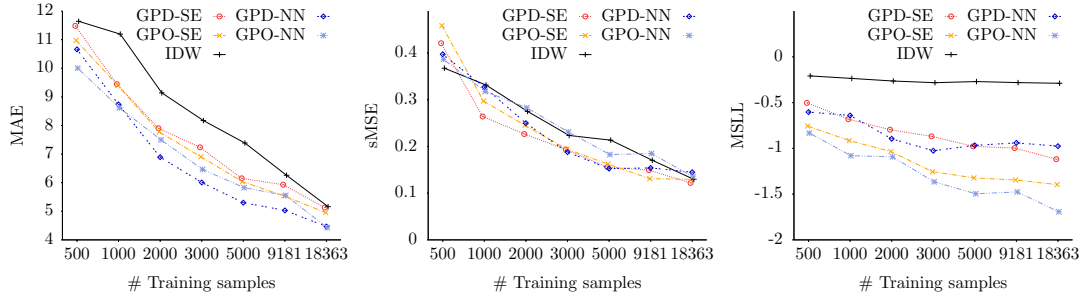 GPD-SE GPD-NN
GPO-SE GPO-NN
IDW
12
11
10
9
8
7
6
5
4
MAE
500 1000 2000 3000 5000 9181 18363
# Training samples
GPD-SE GPD-NN
GPO-SE GPO-NN
IDW
0.4
0.3
0.2
0.1
0
sMSE
500 1000 2000 3000 5000 9181 18363
# Training samples
GPD-SE GPD-NN
GPO-SE GPO-NN
IDW
0
-0.5
-1
-1.5
-2
MSLL
500 1000 2000 3000 5000 9181 18363
# Training samples